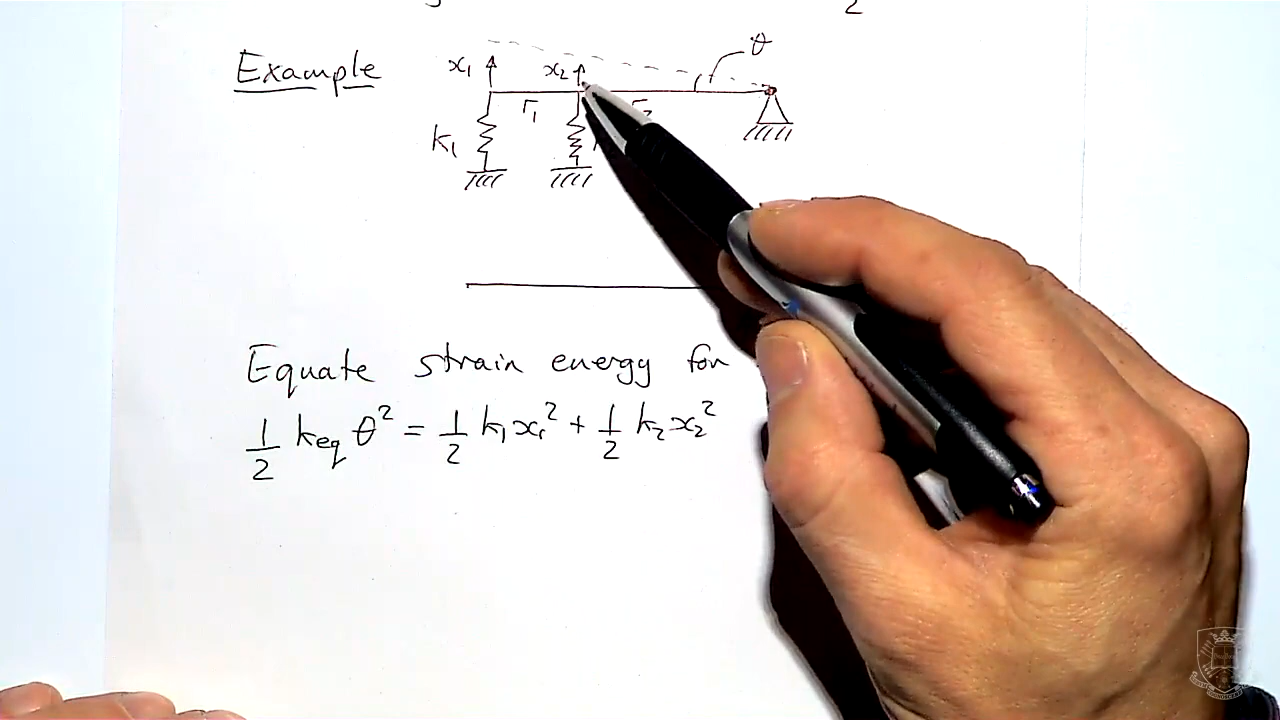 2
Example x₁ x₂ θ
r₁
k₁
Equate strain energy for
1/2 keq θ² = 1/2 k₁x₁² + 1/2 k₂x₂²